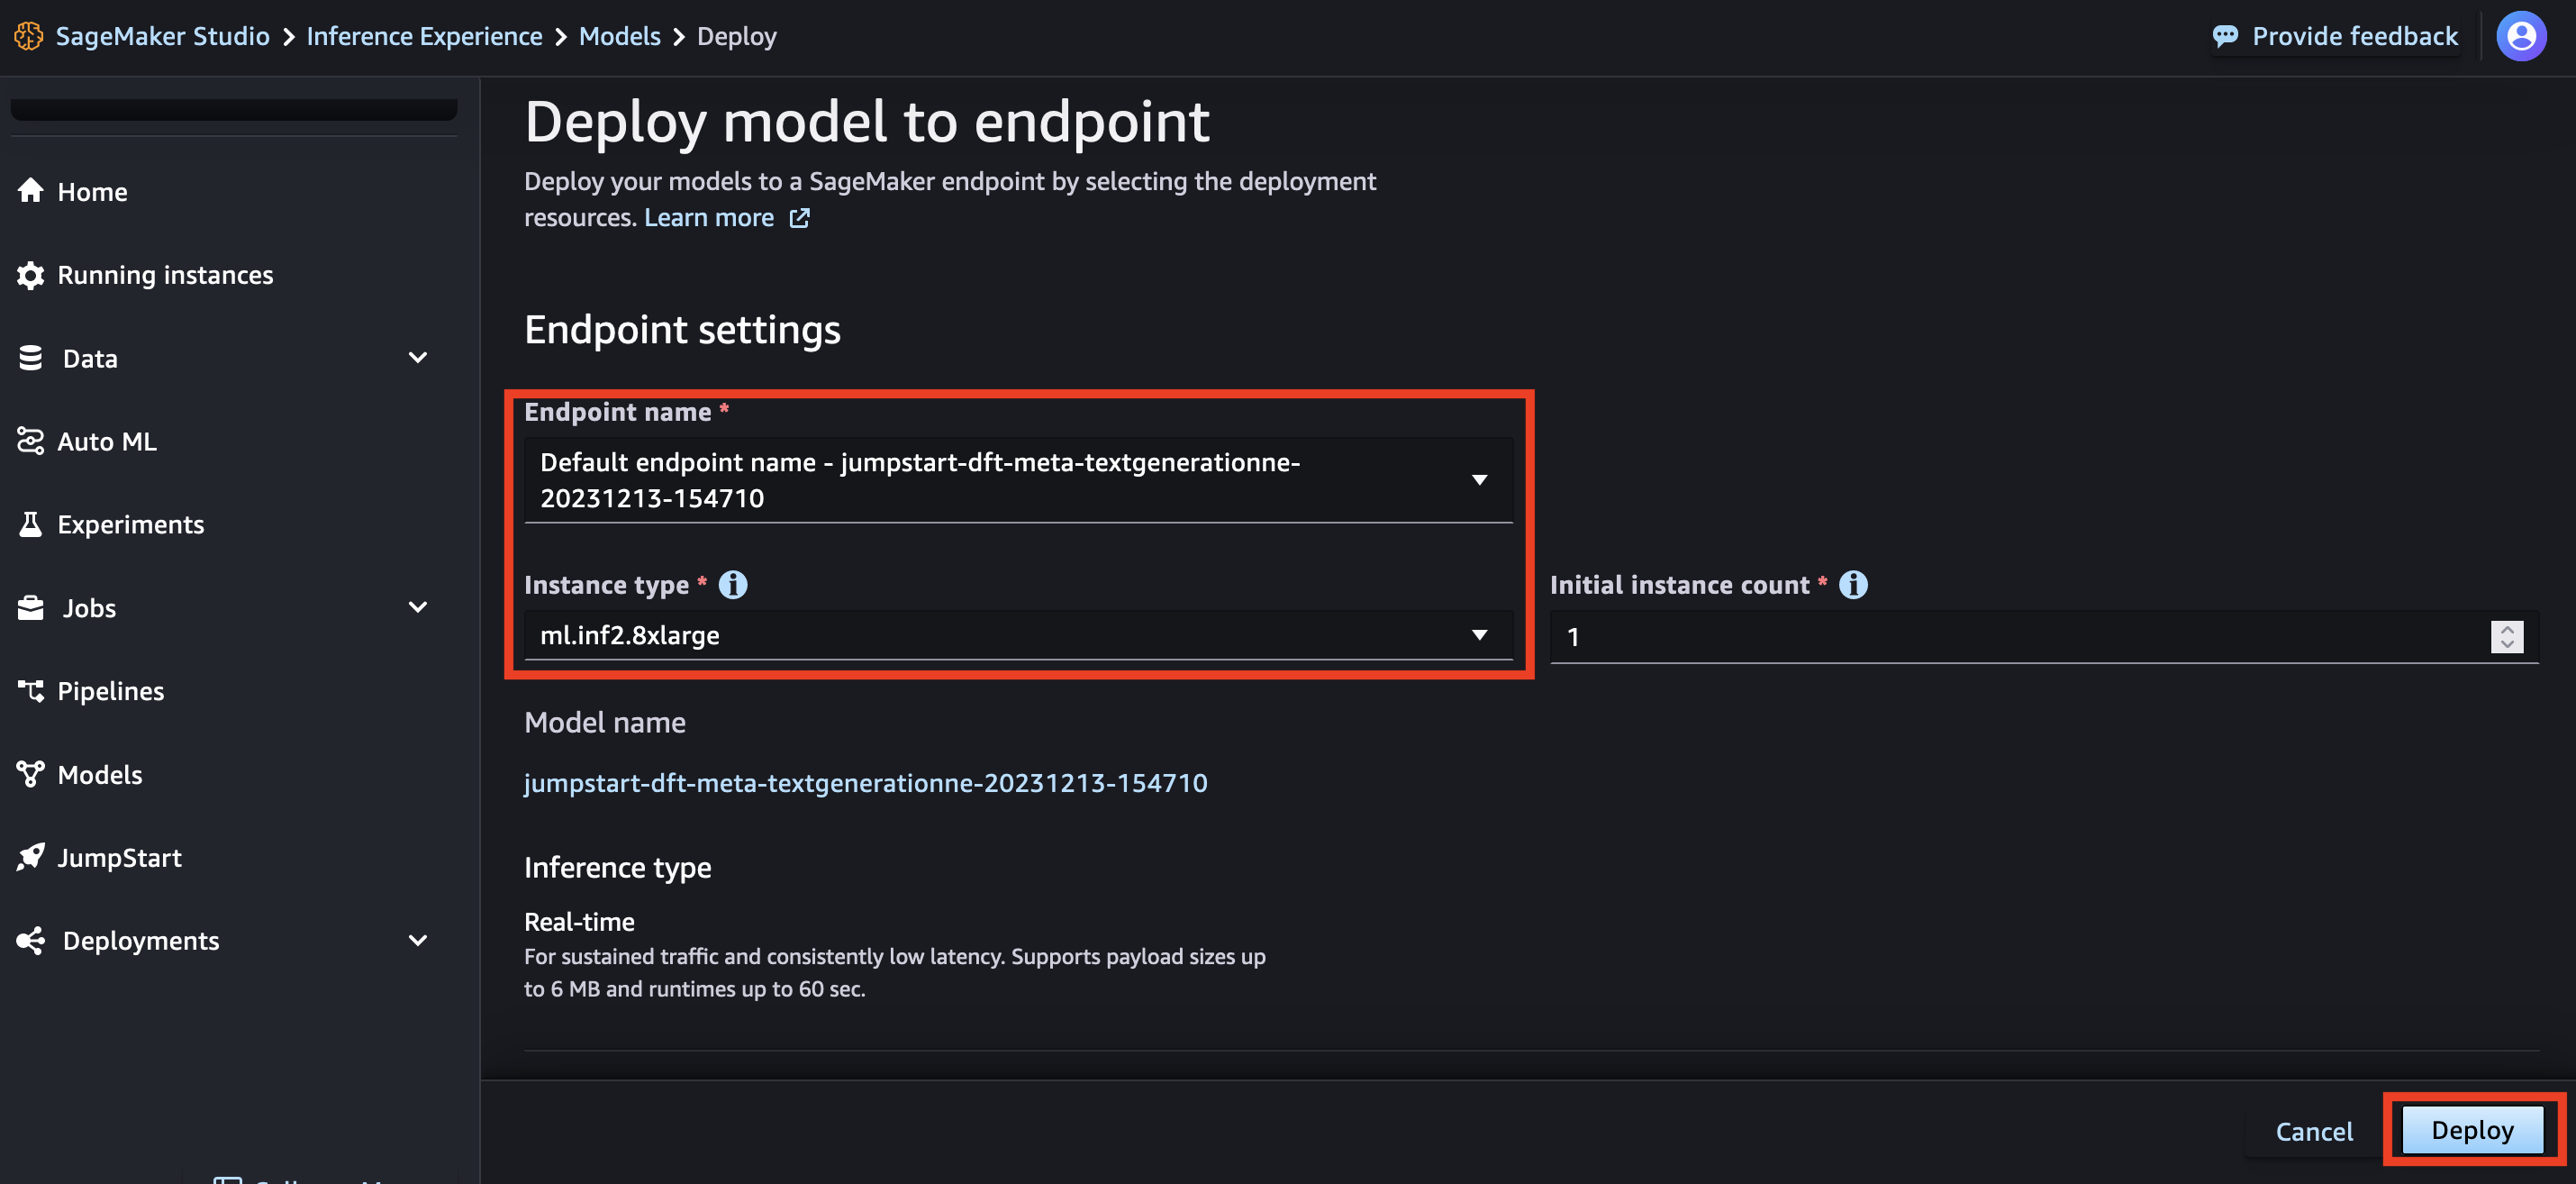 SageMaker Studio > Inference Experience > Models > Deploy
Provide feedback
Home
Running instances
Data
Auto ML
Experiments
Jobs
Pipelines
Models
JumpStart
Deployments
Deploy model to endpoint
Deploy your models to a SageMaker endpoint by selecting the deployment
resources. Learn more
Endpoint settings
Endpoint name *
Default endpoint name - jumpstart-dft-meta-textgenerationne-
20231213-154710
Instance type *
ml.inf2.8xlarge
Initial instance count *
1
Model name
jumpstart-dft-meta-textgenerationne-20231213-154710
Inference type
Real-time
For sustained traffic and consistently low latency. Supports payload sizes up
to 6 MB and runtimes up to 60 sec.
Cancel
Deploy